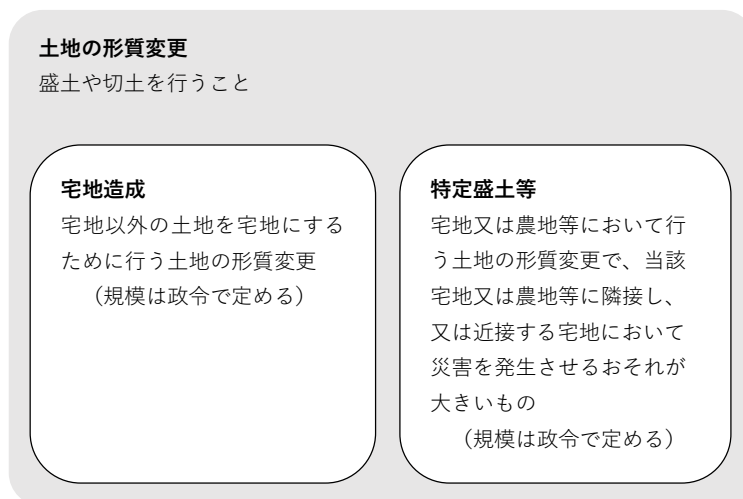 土地の形質変更
盛土や切土を行うこと
宅地造成
宅地以外の土地を宅地にする
ために行う土地の形質変更
（規模は政令で定める）
特定盛土等
宅地又は農地等において行
う土地の形質変更で、当該
宅地又は農地等に隣接し、
又は近接する宅地において
災害を発生させるおそれが
大きいもの
（規模は政令で定める）